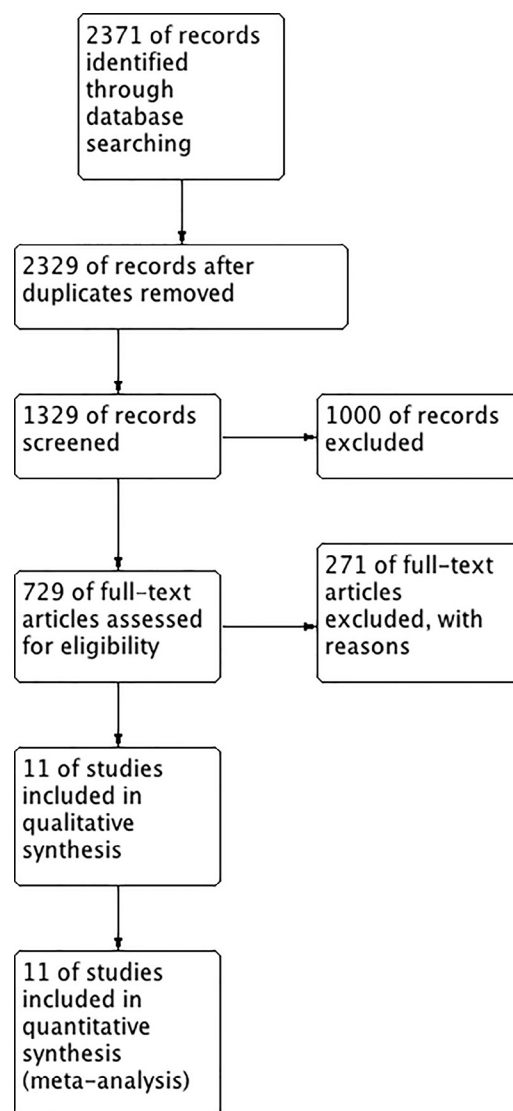 2371 of records
identified
through
database
searching
2329 of records after
duplicates removed
1329 of records
screened
1000 of records
excluded
729 of full-text
articles assessed
for eligibility
271 of full-text
articles
excluded, with
reasons
11 of studies
included in
qualitative
synthesis
11 of studies
included in
quantitative
synthesis
(meta-analysis)